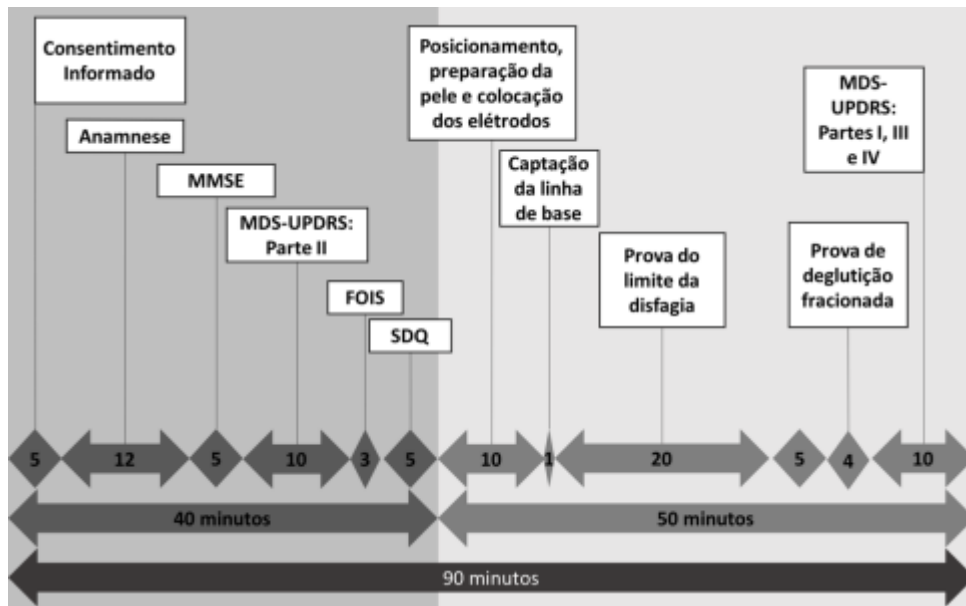 Consentimento
Informado
Anamnese
MMSE
MDS-UPDRS:
Parte II
FOIS
SDQ
Posicionamento,
preparação da
pele e colocação
dos elétrodos
Captação
da linha
de base
Prova do
limite da
disfagia
MDS-
UPDRS:
Partes I, III
e IV
Prova de
deglutição
fracionada
5 12 5 10 3 5 10 1 20 5 4 10
40 minutos 50 minutos
90 minutos